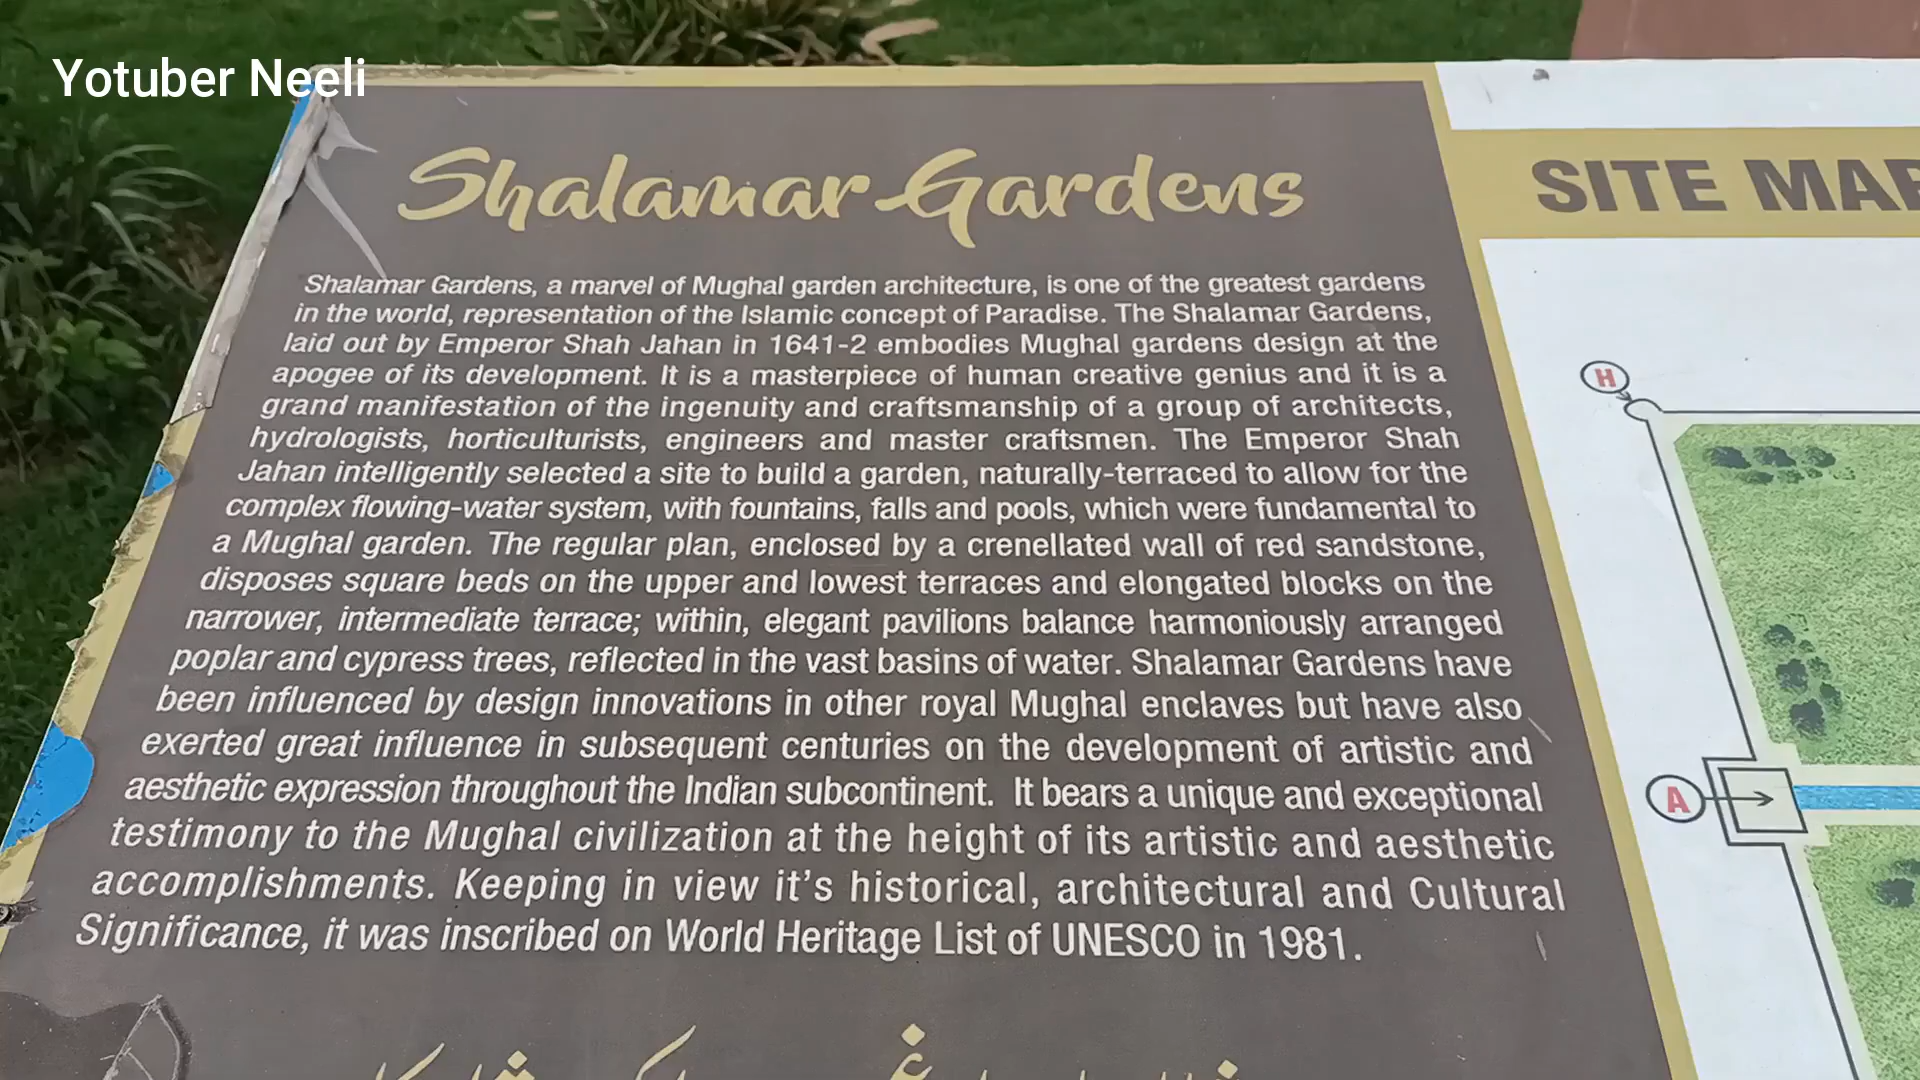 Yotuber Neeli
Shalamar Gardens
Shalamar Gardens, a marvel of Mughal garden architecture, is one of the greatest gardens
in the world, representation of the Islamic concept of Paradise. The Shalamar Gardens,
laid out by Emperor Shah Jahan in 1641-2 embodies Mughal gardens design at the
apogee of its development. It is a masterpiece of human creative genius and it is a
grand manifestation of the ingenuity and craftsmanship of a group of architects,
hydrologists, horticulturists, engineers and master craftsmen. The Emperor Shah
Jahan intelligently selected a site to build a garden, naturally-terraced to allow for the
complex flowing-water system, with fountains, falls and pools, which were fundamental to
a Mughal garden. The regular plan, enclosed by a crenellated wall of red sandstone,
disposes square beds on the upper and lowest terraces and elongated blocks on the
narrower, intermediate terrace; within, elegant pavilions balance harmoniously arranged
poplar and cypress trees, reflected in the vast basins of water. Shalamar Gardens have
been influenced by design innovations in other royal Mughal enclaves but have also
exerted great influence in subsequent centuries on the development of artistic and
aesthetic expression throughout the Indian subcontinent. It bears a unique and exceptional
testimony to the Mughal civilization at the height of its artistic and aesthetic
accomplishments. Keeping in view it's historical, architectural and Cultural
Significance, it was inscribed on World Heritage List of UNESCO in 1981.
SITE MAP
H
A